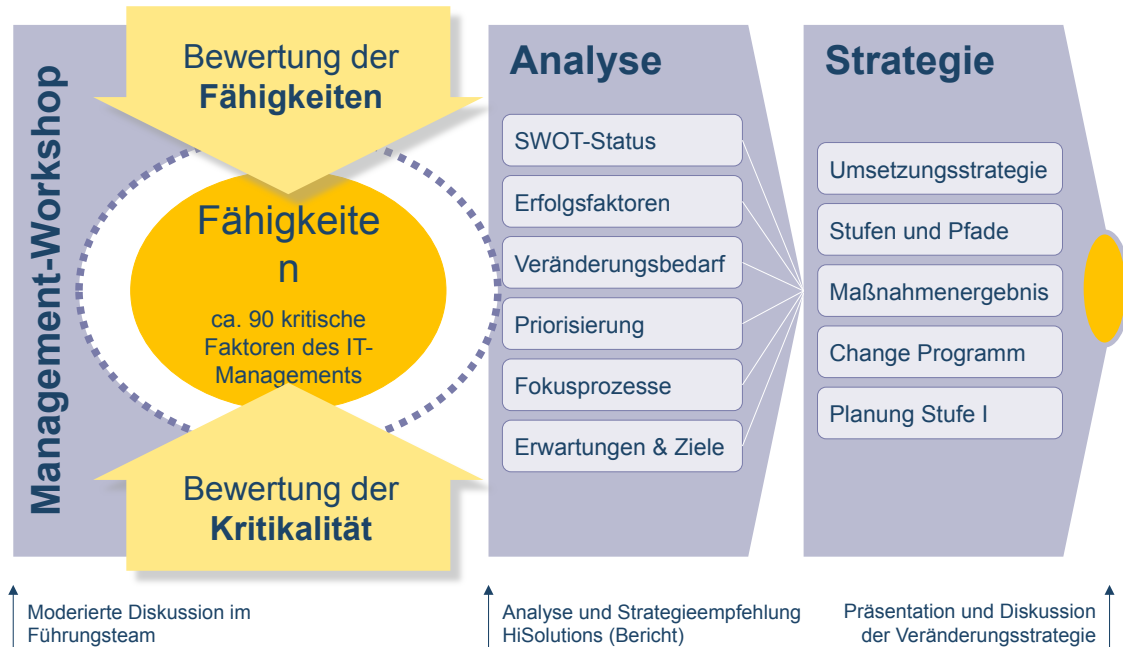 Management-Workshop
Bewertung der
Fähigkeiten
Fähigkeite
n
ca. 90 kritische
Faktoren des IT-
Managements
Bewertung der
Kritikalität
Analyse
SWOT-Status
Erfolgsfaktoren
Veränderungsbedarf
Priorisierung
Fokusprozesse
Erwartungen & Ziele
Strategie
Umsetzungsstrategie
Stufen und Pfade
Maßnahmenergebnis
Change Programm
Planung Stufe I
Moderierte Diskussion im
Führungsteam
Analyse und Strategieempfehlung
HiSolutions (Bericht)
Präsentation und Diskussion
der Veränderungsstrategie